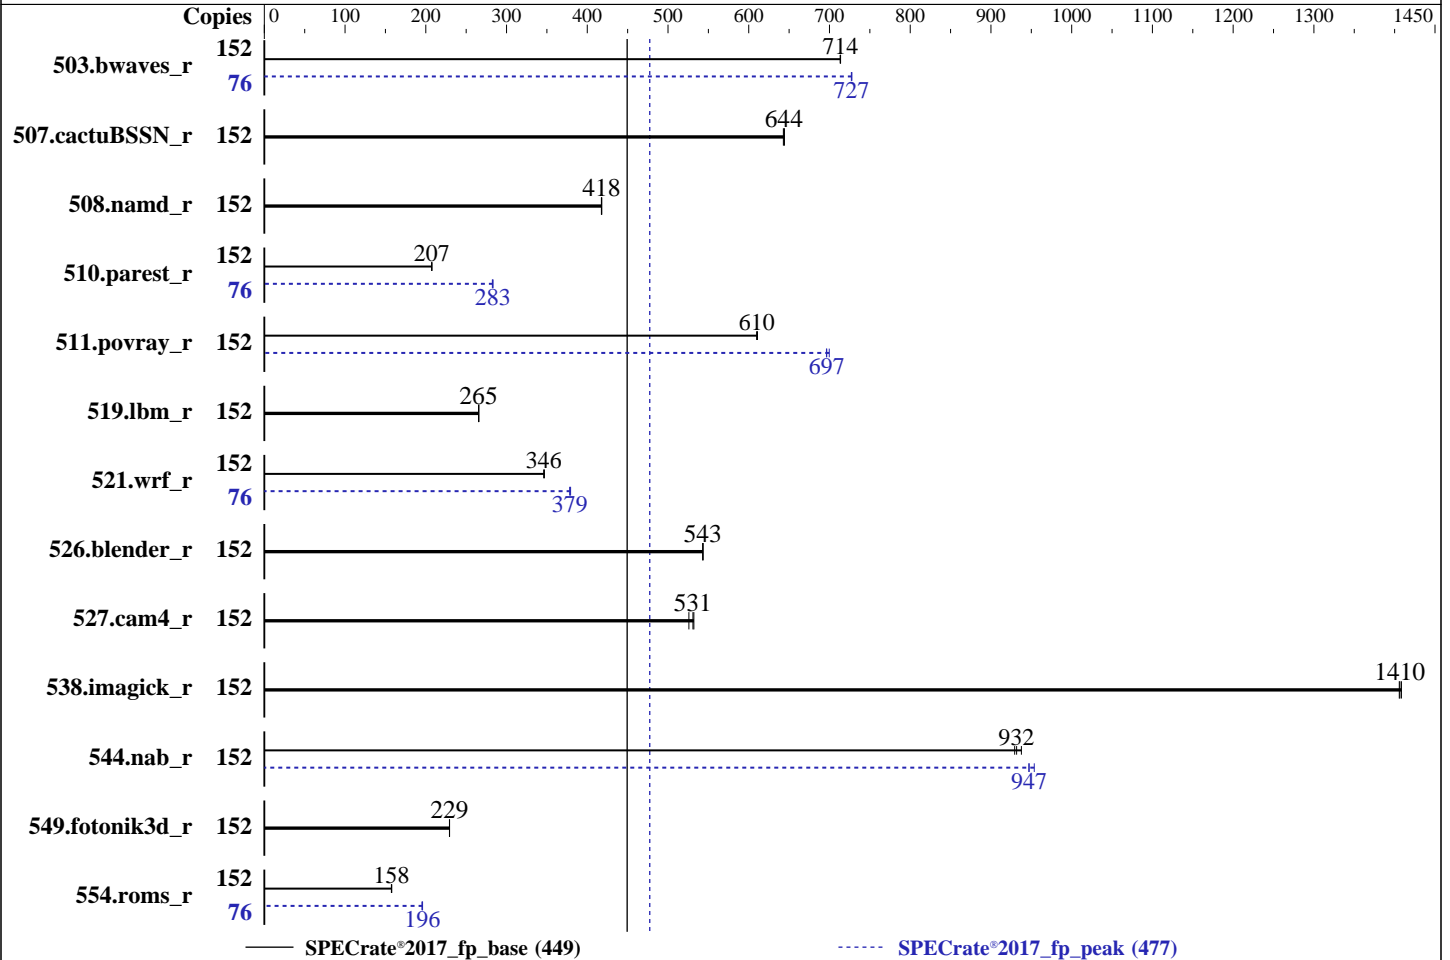 Copies 0 100 200 300 400 500 600 700 800 900 1000 1100 1200 1300 1450
503.bwaves_r 152 714
76 727
507.cactuBSSN_r 152 644
508.namd_r 152 418
510.parest_r 152 207
76 283
511.povray_r 152 610
697
519.lbm_r 152 265
521.wrf_r 152 346
76 379
526.blender_r 152 543
527.cam4_r 152 531
538.imagick_r 152 1410
544.nab_r 152 932
947
549.fotonik3d_r 152 229
554.roms_r 152 158
76 196
SPECrate®2017_fp_base (449) SPECrate®2017_fp_peak (477)